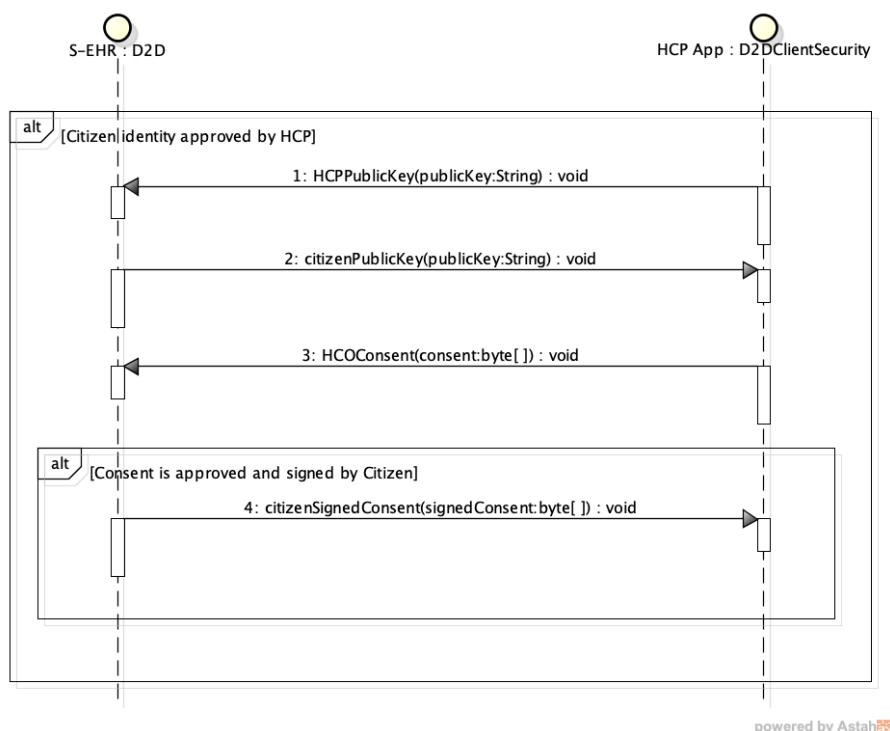 S-EHR : D2D
HCP App : D2DClientSecurity
alt
[Citizen identity approved by HCP]
1: HCPPublicKey(publicKey:String) : void
2: citizenPublicKey(publicKey:String) : void
3: HCOConsent(consent:byte[ ]) : void
alt
[Consent is approved and signed by Citizen]
4: citizenSignedConsent(signedConsent:byte[ ]) : void
powered by Astah